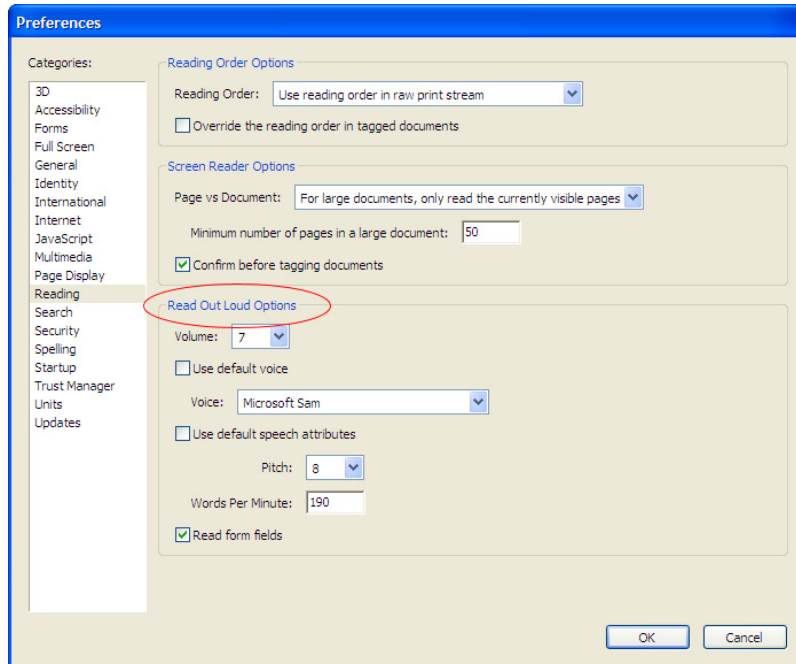 Preferences
Categories:
3D
Accessibility
Forms
Full Screen
General
Identity
International
Internet
JavaScript
Multimedia
Page Display
Reading
Search
Security
Spelling
Startup
Trust Manager
Units
Updates
Reading Order Options
Reading Order: Use reading order in raw print stream
Override the reading order in tagged documents
Screen Reader Options
Page vs Document: For large documents, only read the currently visible pages
Minimum number of pages in a large document: 50
Confirm before tagging documents
Read Out Loud Options
Volume: 7
Use default voice
Voice: Microsoft Sam
Use default speech attributes
Pitch: 8
Words Per Minute: 190
Read form fields
OK Cancel